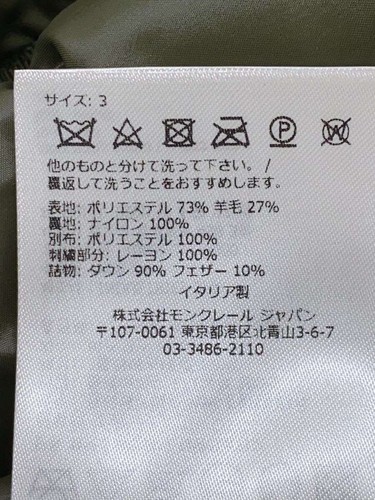 サイズ: 3
P
W
他のものと分けて洗って下さい。 /
裏返して洗うことをおすすめします。
表地: ポリエステル 73% 羊毛 27%
裏地: ナイロン 100%
別布: ポリエステル 100%
刺繍部分: レーヨン 100%
詰物: ダウン 90% フェザー 10%
イタリア製
株式会社モンクレール ジャパン
〒107-0061 東京都港区北青山3-6-7
03-3486-2110